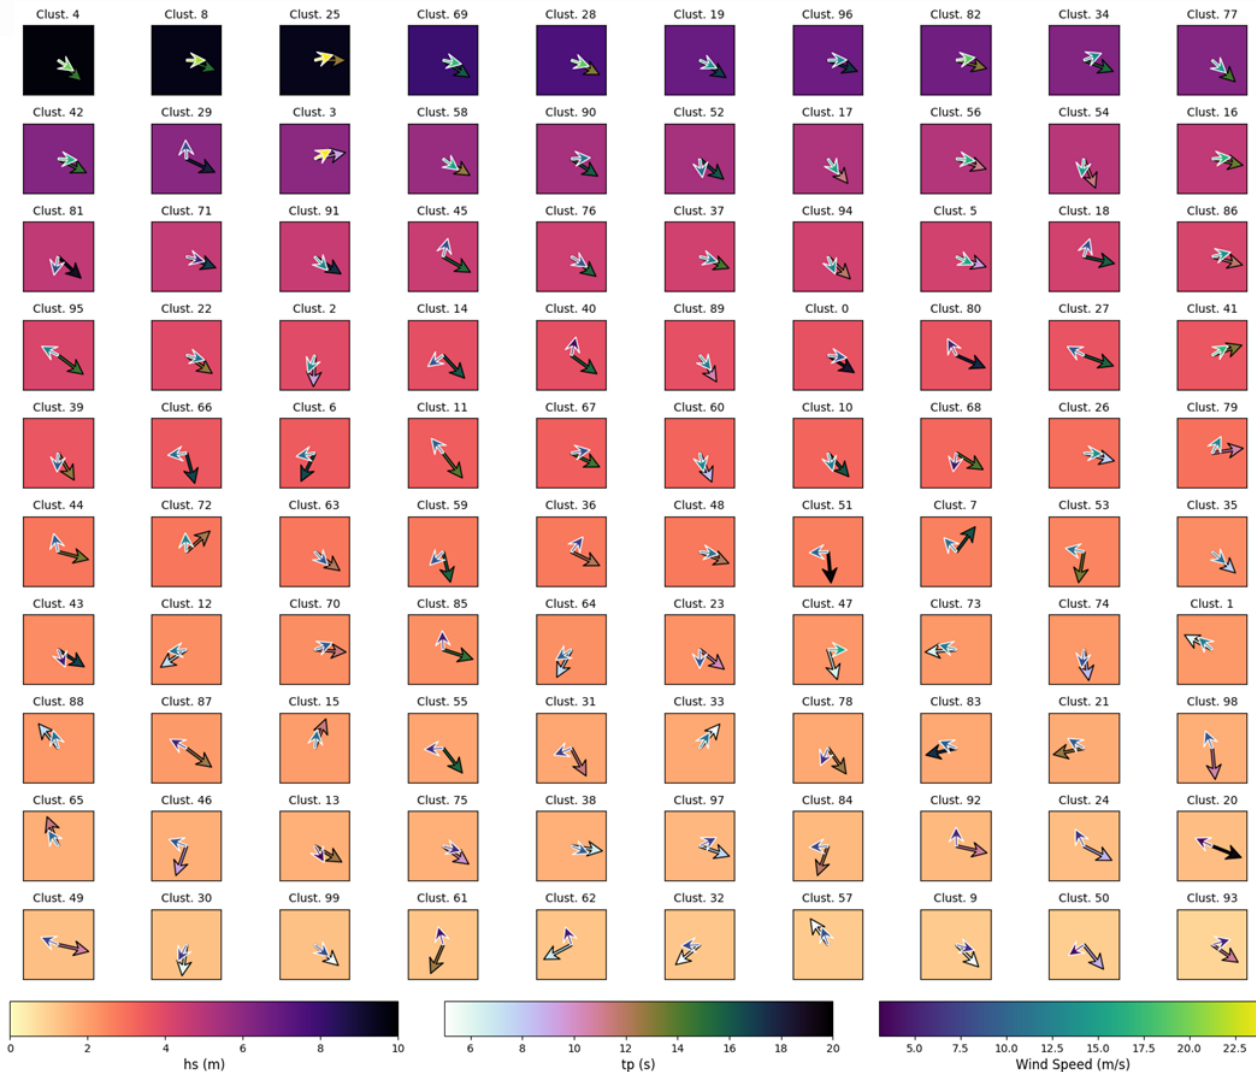 Clust. 4 Clust. 8 Clust. 25 Clust. 69 Clust. 28 Clust. 19 Clust. 96 Clust. 82 Clust. 34 Clust. 77
Clust. 42 Clust. 29 Clust. 3 Clust. 58 Clust. 90 Clust. 52 Clust. 17 Clust. 56 Clust. 54 Clust. 16
Clust. 81 Clust. 71 Clust. 91 Clust. 45 Clust. 76 Clust. 37 Clust. 94 Clust. 5 Clust. 18 Clust. 86
Clust. 95 Clust. 22 Clust. 2 Clust. 14 Clust. 40 Clust. 89 Clust. 0 Clust. 80 Clust. 27 Clust. 41
Clust. 39 Clust. 66 Clust. 6 Clust. 11 Clust. 67 Clust. 60 Clust. 10 Clust. 68 Clust. 26 Clust. 79
Clust. 44 Clust. 72 Clust. 63 Clust. 59 Clust. 36 Clust. 48 Clust. 51 Clust. 7 Clust. 53 Clust. 35
Clust. 43 Clust. 12 Clust. 70 Clust. 85 Clust. 64 Clust. 23 Clust. 47 Clust. 73 Clust. 74 Clust. 1
Clust. 88 Clust. 87 Clust. 15 Clust. 55 Clust. 31 Clust. 33 Clust. 78 Clust. 83 Clust. 21 Clust. 98
Clust. 65 Clust. 46 Clust. 13 Clust. 75 Clust. 38 Clust. 97 Clust. 84 Clust. 92 Clust. 24 Clust. 20
Clust. 49 Clust. 30 Clust. 99 Clust. 61 Clust. 62 Clust. 32 Clust. 57 Clust. 9 Clust. 50 Clust. 93
0 2 4 6 8 10 6 8 10 12 14 16 18 20 5.0 7.5 10.0 12.5 15.0 17.5 20.0 22.5
hs (m) tp (s) Wind Speed (m/s)